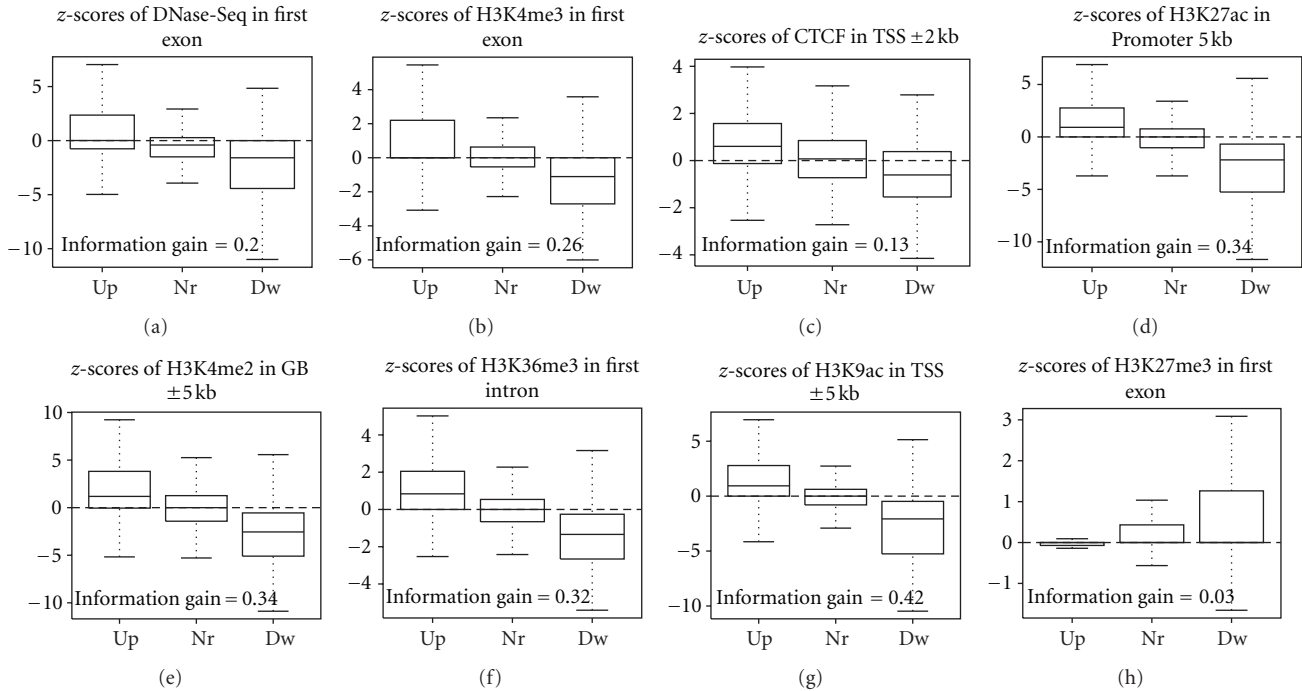 z-scores of DNase-Seq in first
exon
5
0
−5
−10
Information gain = 0.2
Up Nr Dw
(a)
z-scores of H3K4me3 in first
exon
4
2
0
−2
−4
−6
Information gain = 0.26
Up Nr Dw
(b)
z-scores of CTCF in TSS ±2 kb
4
2
0
−2
−4
Information gain = 0.13
Up Nr Dw
(c)
z-scores of H3K27ac in
Promoter 5 kb
5
0
−5
−10
Information gain = 0.34
Up Nr Dw
(d)
z-scores of H3K4me2 in GB
±5 kb
10
5
0
−5
−10
Information gain = 0.34
Up Nr Dw
(e)
z-scores of H3K36me3 in first
intron
4
2
0
−2
−4
Information gain = 0.32
Up Nr Dw
(f)
z-scores of H3K9ac in TSS
±5 kb
5
0
−5
−10
Information gain = 0.42
Up Nr Dw
(g)
z-scores of H3K27me3 in first
exon
3
2
1
0
−1
Information gain = 0.03
Up Nr Dw
(h)